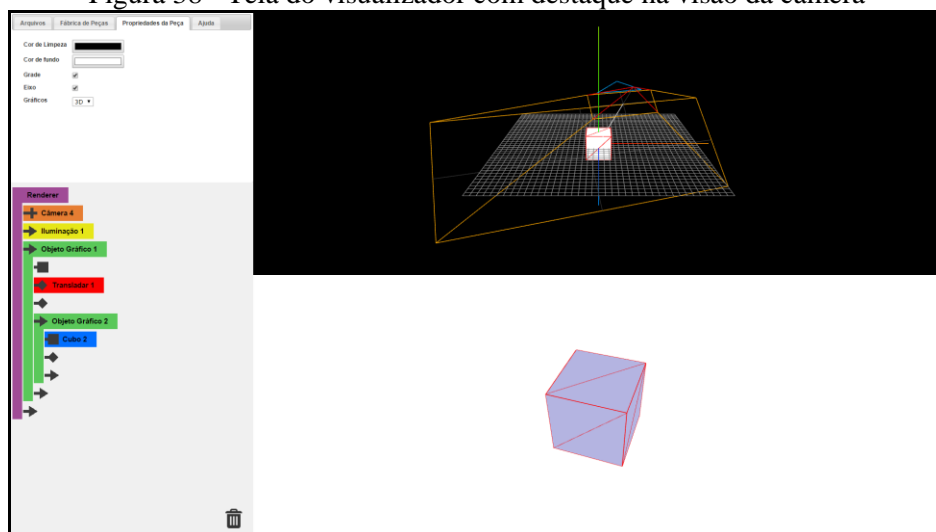 Figura 38 - Tela do visualizador com destaque na visão da câmera
Arquivos Fábrica de Peças Propriedades da Peça Ajuda
Cor de Limpeza
Cor de fundo
Grade
Eixo
Gráficos 3D
Renderer
Câmera 4
Iluminação 1
Objeto Gráfico 1
Transladar 1
Objeto Gráfico 2
Cubo 2